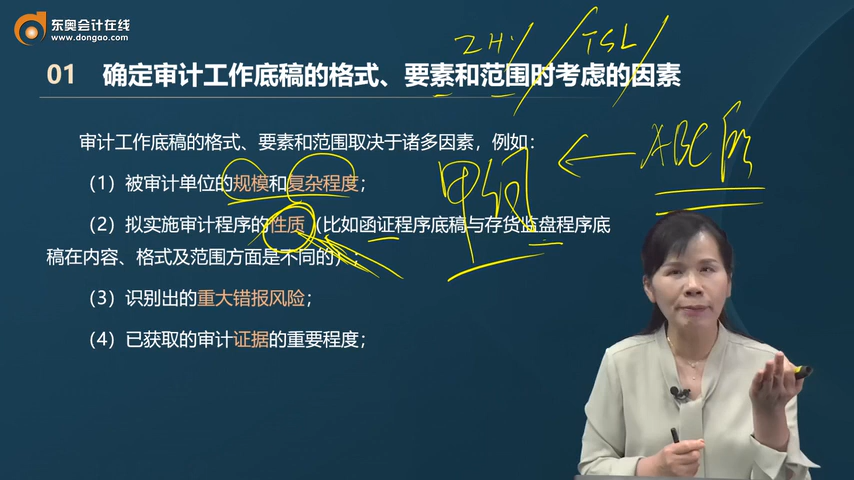 东奥会计在线
www.dongao.com
ZHY/TSL/
01 确定审计工作底稿的格式、要素和范围时考虑的因素
审计工作底稿的格式、要素和范围取决于诸多因素，例如：
ABC所
（1）被审计单位的规模和复杂程度；
甲公司
（2）拟实施审计程序的性质（比如函证程序底稿与存货监盘程序底
稿在内容、格式及范围方面是不同的）；
（3）识别出的重大错报风险；
（4）已获取的审计证据的重要程度；